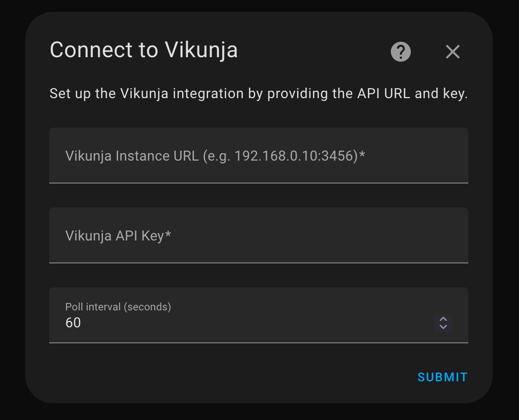 Connect to Vikunja
Set up the Vikunja integration by providing the API URL and key.
Vikunja Instance URL (e.g. 192.168.0.10:3456)*
Vikunja API Key*
Poll interval (seconds)
60
SUBMIT